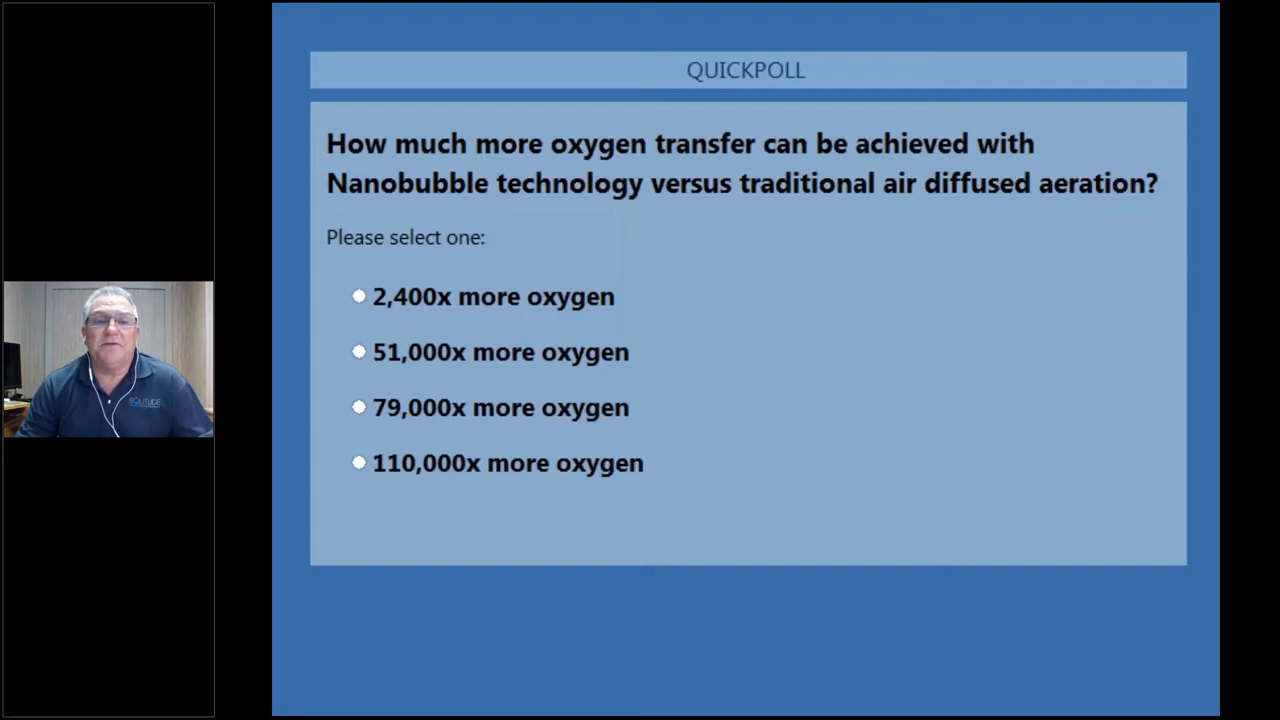 QUICKPOLL
How much more oxygen transfer can be achieved with
Nanobubble technology versus traditional air diffused aeration?
Please select one:
2,400x more oxygen
51,000x more oxygen
79,000x more oxygen
110,000x more oxygen
SOLITUDE